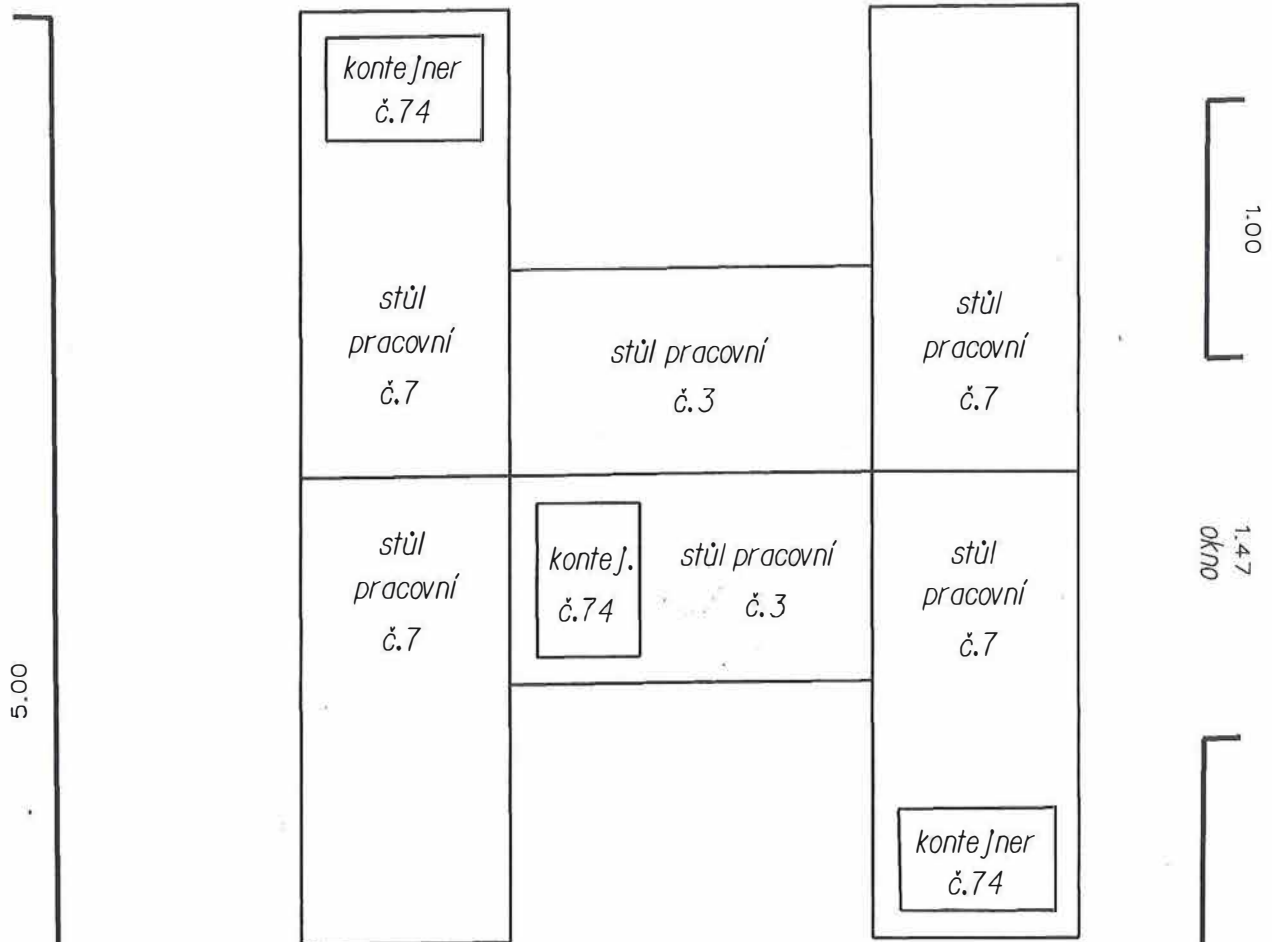 kontejner
č.74
stůl
pracovní
č.7
stůl pracovní
č.3
stůl
pracovní
č.7
1.00
stůl
pracovní
č.7
kontej.
č.74
stůl pracovní
č.3
stůl
pracovní
č.7
1.47
okno
5.00
kontejner
č.74